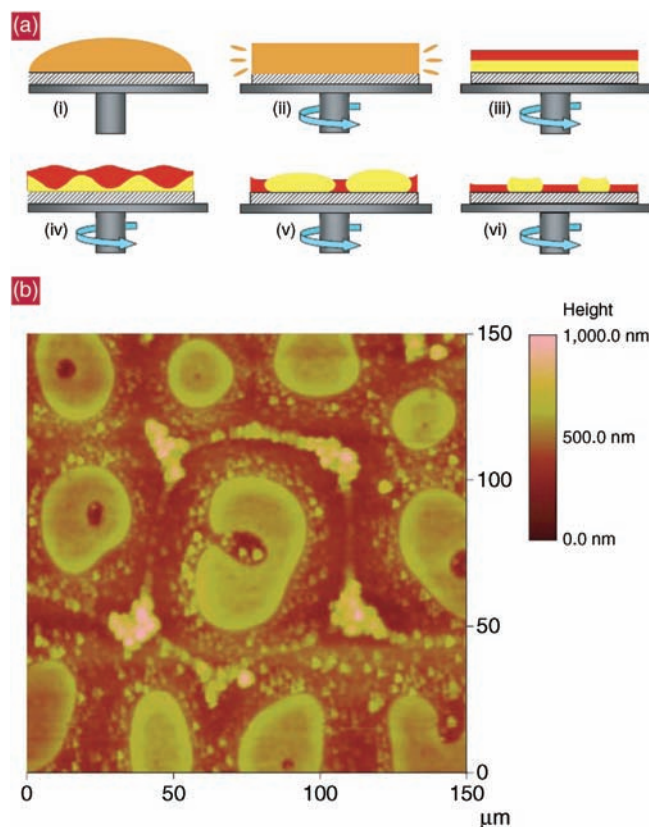 (a)
(i)
(ii)
(iii)
(iv)
(v)
(vi)
(b)
Height
150
1,000.0 nm
500.0 nm
100
0.0 nm
50
0
0 50 100 150
μm